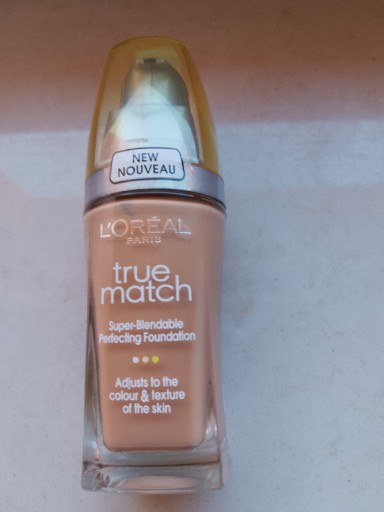 NEW
NOUVEAU
L'ORÉAL
PARIS
true
match
Super-Blendable
Perfecting Foundation
Adjusts to the
colour & texture
of the skin